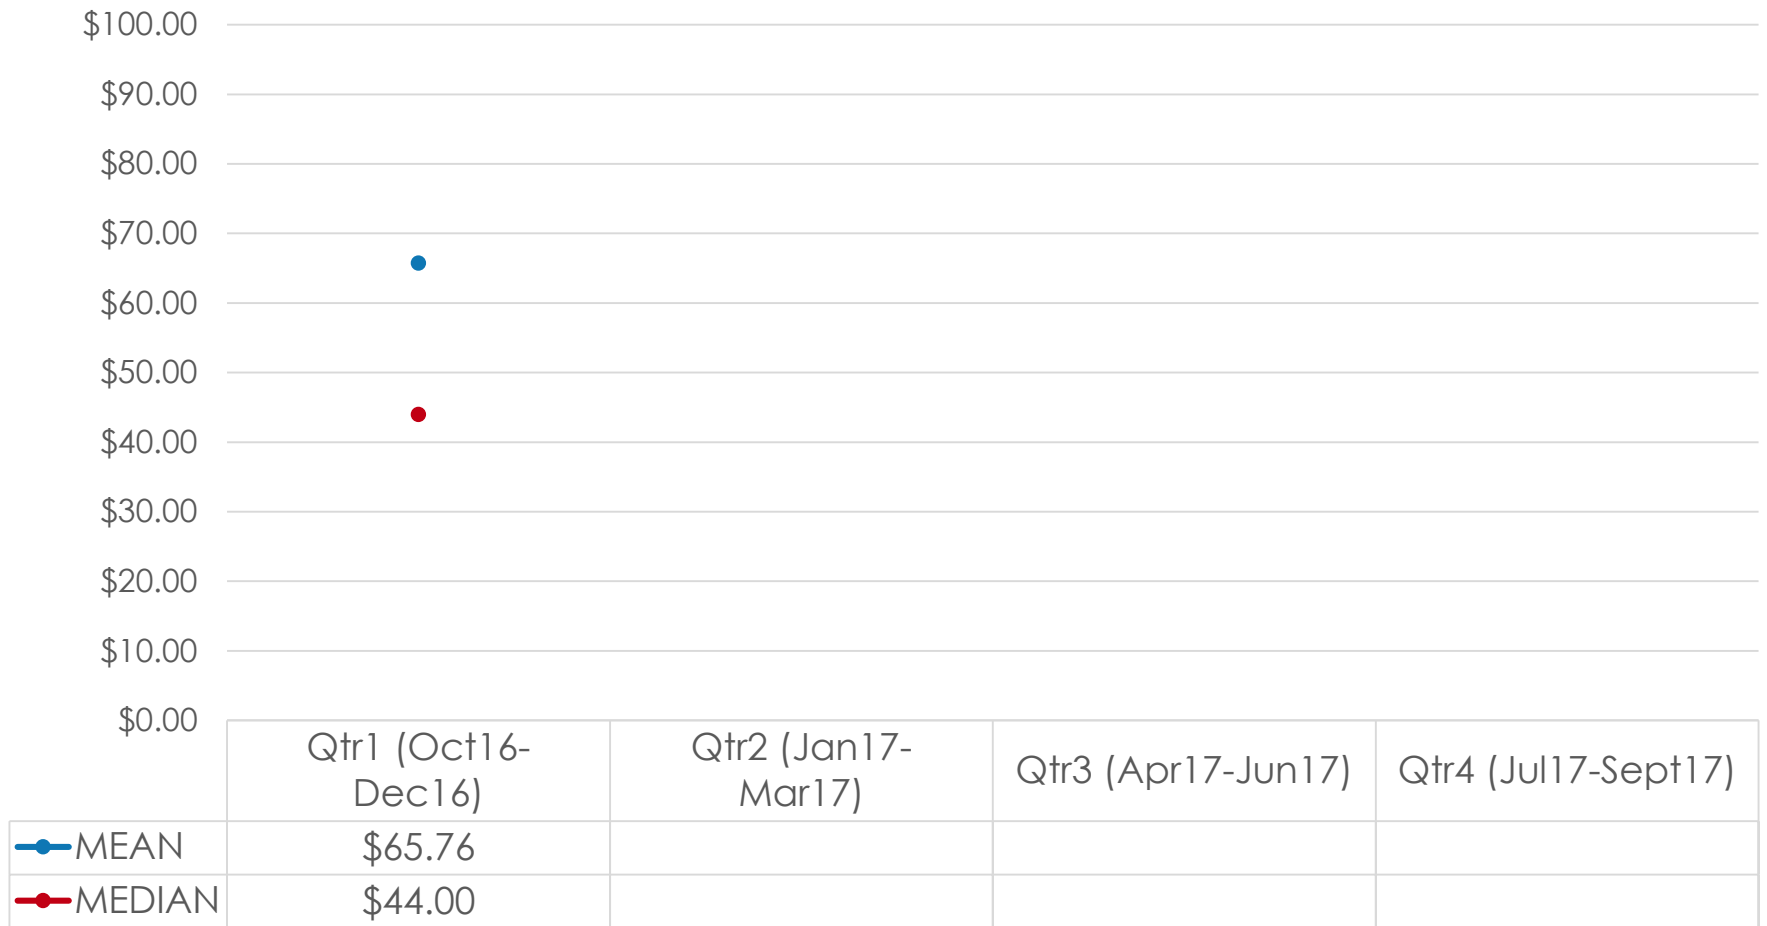 $100.00
$90.00
$80.00
$70.00
$60.00
$50.00
$40.00
$30.00
$20.00
$10.00
$0.00
Qtr1 (Oct16-
Dec16)
Qtr2 (Jan17-
Mar17)
Qtr3 (Apr17-Jun17)
Qtr4 (Jul17-Sept17)
MEAN $65.76
MEDIAN $44.00